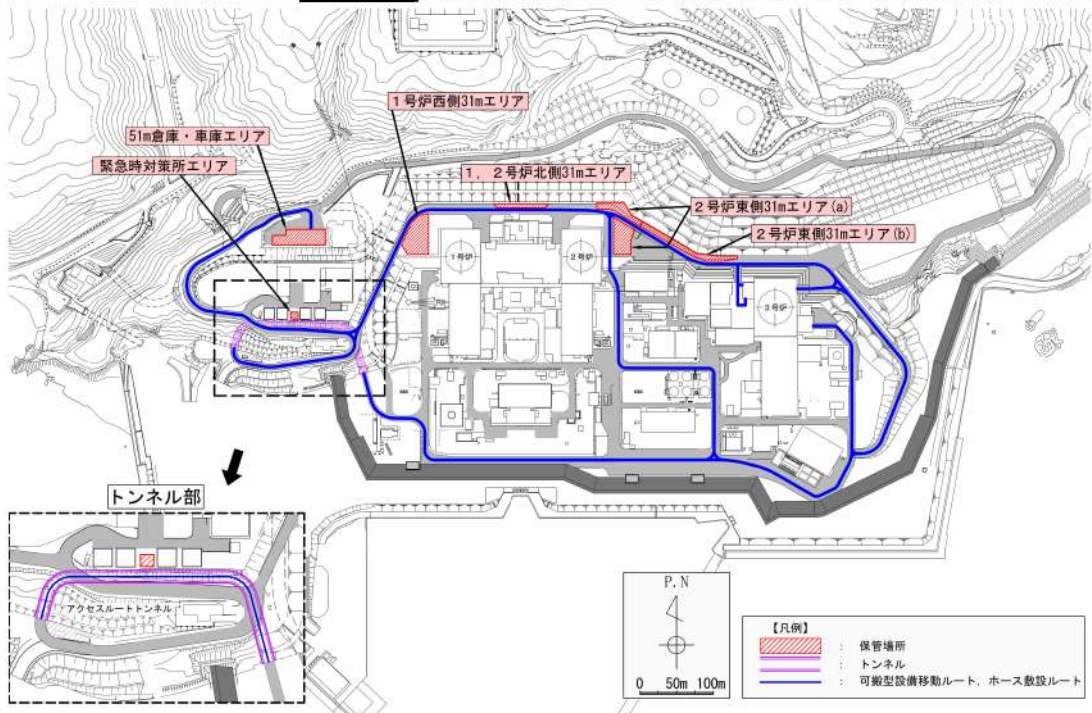 1号炉西側31mエリア
51m倉庫・車庫エリア
緊急時対策所エリア
1，2号炉北側31mエリア
2号炉東側31mエリア(a)
2号炉東側31mエリア(b)
1号炉
2号炉
3号炉
トンネル部
アクセスルートトンネル
P.N
0 50m 100m
【凡例】
： 保管場所
： トンネル
： 可搬型設備移動ルート，ホース敷設ルート